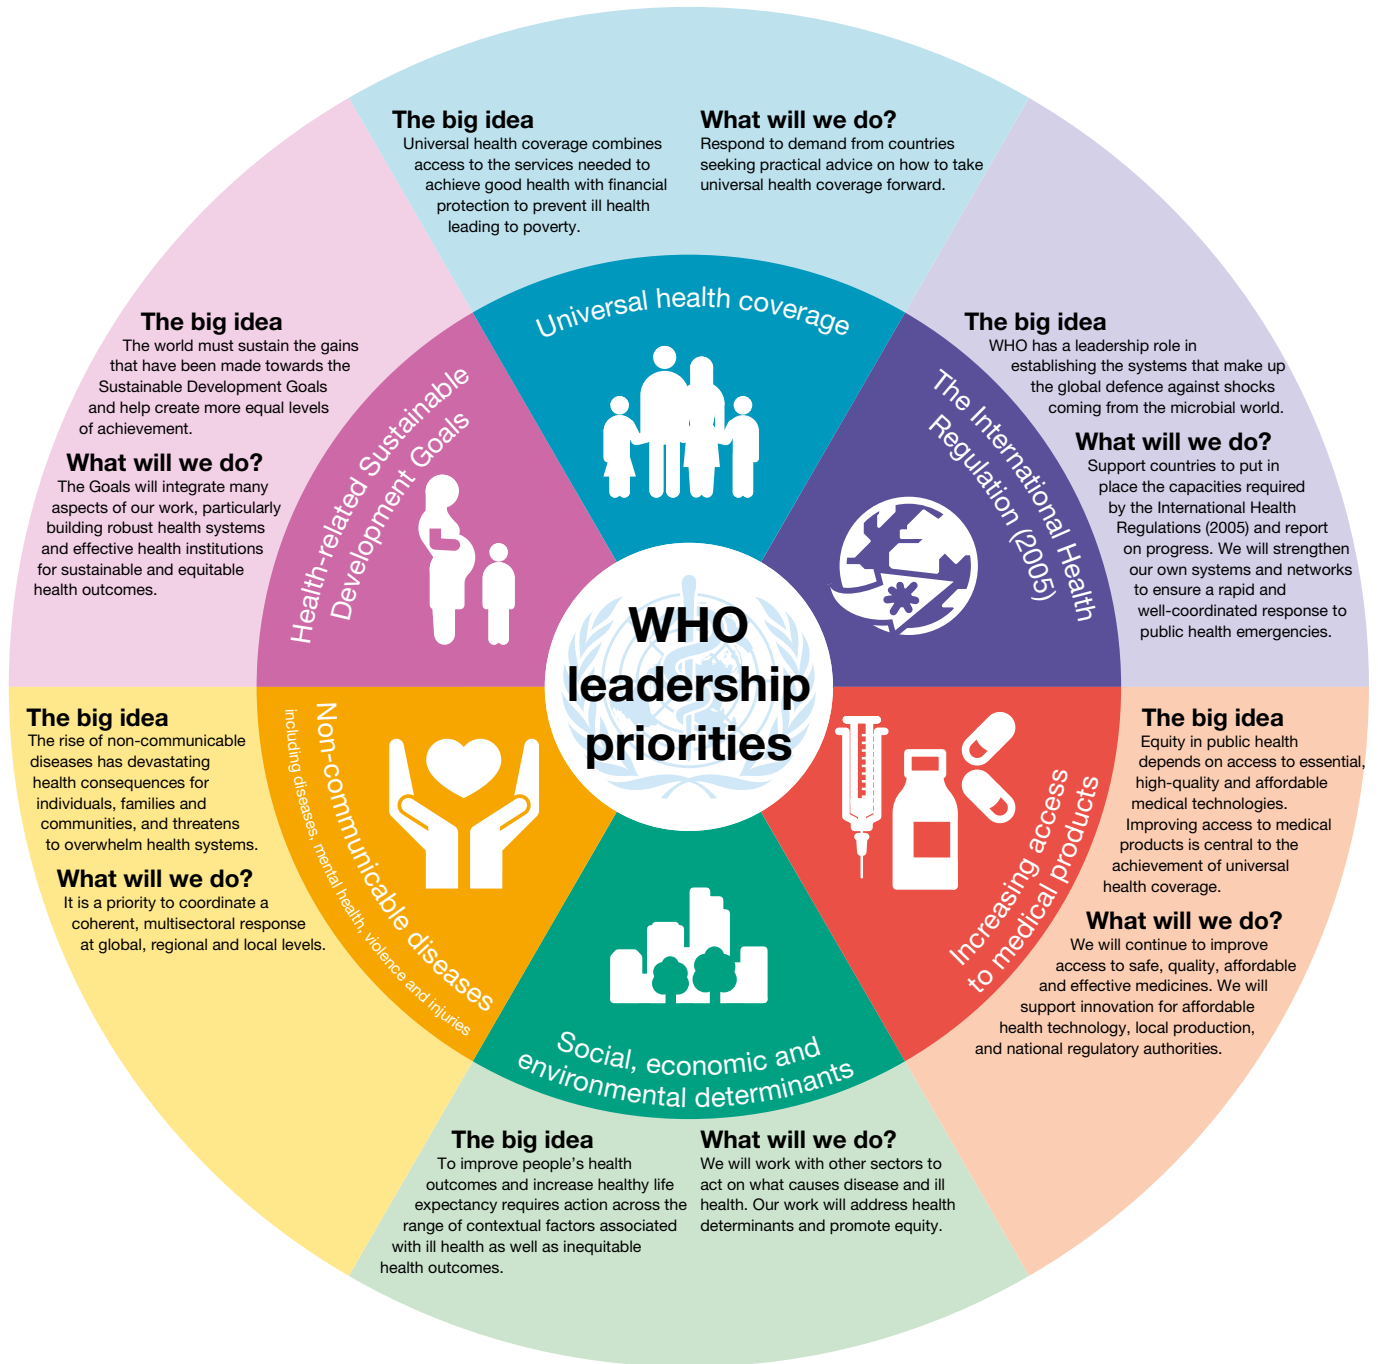 The big idea
Universal health coverage combines
access to the services needed to
achieve good health with financial
protection to prevent ill health
leading to poverty.
What will we do?
Respond to demand from countries
seeking practical advice on how to take
universal health coverage forward.
Universal health coverage
The big idea
WHO has a leadership role in
establishing the systems that make up
the global defence against shocks
coming from the microbial world.
What will we do?
Support countries to put in
place the capacities required
by the International Health
Regulations (2005) and report
on progress. We will strengthen
our own systems and networks
to ensure a rapid and
well-coordinated response to
public health emergencies.
The International Health
Regulation (2005)
The big idea
Equity in public health
depends on access to essential,
high-quality and affordable
medical technologies.
Improving access to medical
products is central to the
achievement of universal
health coverage.
What will we do?
We will continue to improve
access to safe, quality, affordable
and effective medicines. We will
support innovation for affordable
health technology, local production,
and national regulatory authorities.
Increasing access
to medical products
Social, economic and
environmental determinants
The big idea
To improve people's health
outcomes and increase healthy life
expectancy requires action across the
range of contextual factors associated
with ill health as well as inequitable
health outcomes.
What will we do?
We will work with other sectors to
act on what causes disease and ill
health. Our work will address health
determinants and promote equity.
The big idea
The rise of non-communicable
diseases has devastating
health consequences for
individuals, families and
communities, and threatens
to overwhelm health systems.
What will we do?
It is a priority to coordinate a
coherent, multisectoral response
at global, regional and local levels.
Non-communicable diseases
including diseases, mental health, violence and injuries
The big idea
The world must sustain the gains
that have been made towards the
Sustainable Development Goals
and help create more equal levels
of achievement.
What will we do?
The Goals will integrate many
aspects of our work, particularly
building robust health systems
and effective health institutions
for sustainable and equitable
health outcomes.
Health-related Sustainable
Development Goals
WHO
leadership
priorities